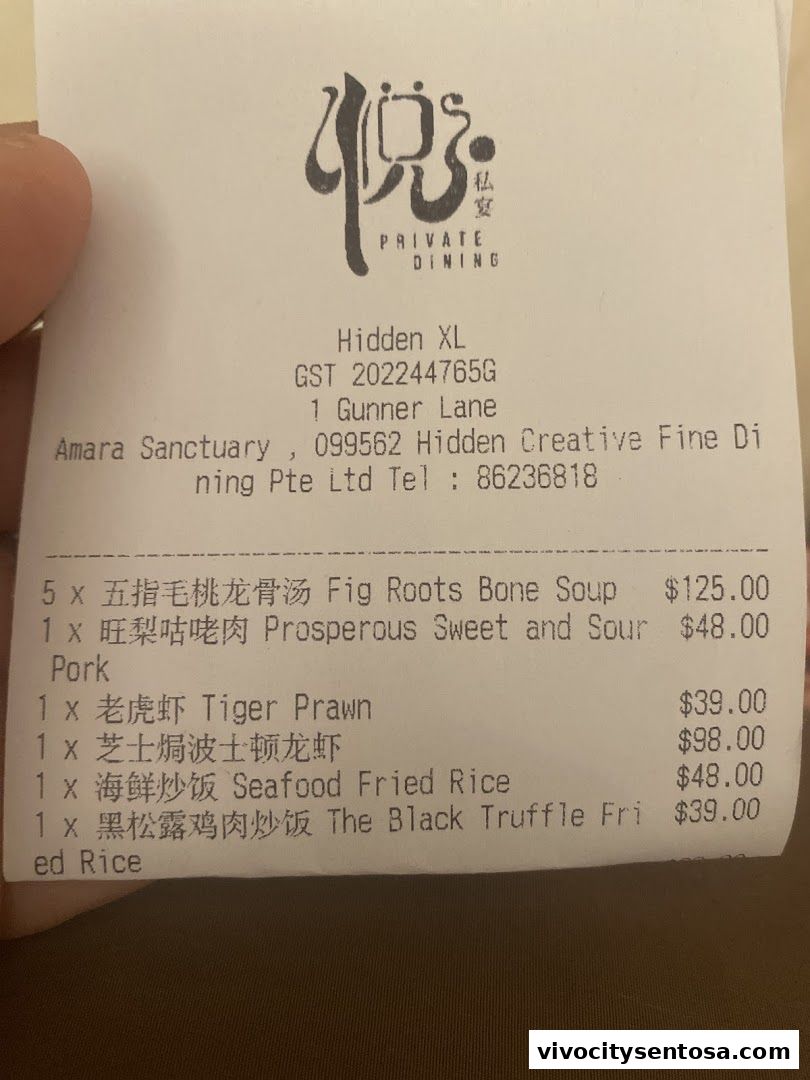 悦
私宴
PRIVATE
DINING
Hidden XL
GST 202244765G
1 Gunner Lane
Amara Sanctuary , 099562 Hidden Creative Fine Di
ning Pte Ltd Tel : 86236818
5 x 五指毛桃龙骨汤 Fig Roots Bone Soup $125.00
1 x 旺梨咕咾肉 Prosperous Sweet and Sour $48.00
Pork
1 x 老虎虾 Tiger Prawn $39.00
1 x 芝士焗波士顿龙虾 $98.00
1 x 海鲜炒饭 Seafood Fried Rice $48.00
1 x 黑松露鸡肉炒饭 The Black Truffle Fri $39.00
ed Rice
vivocitysentosa.com